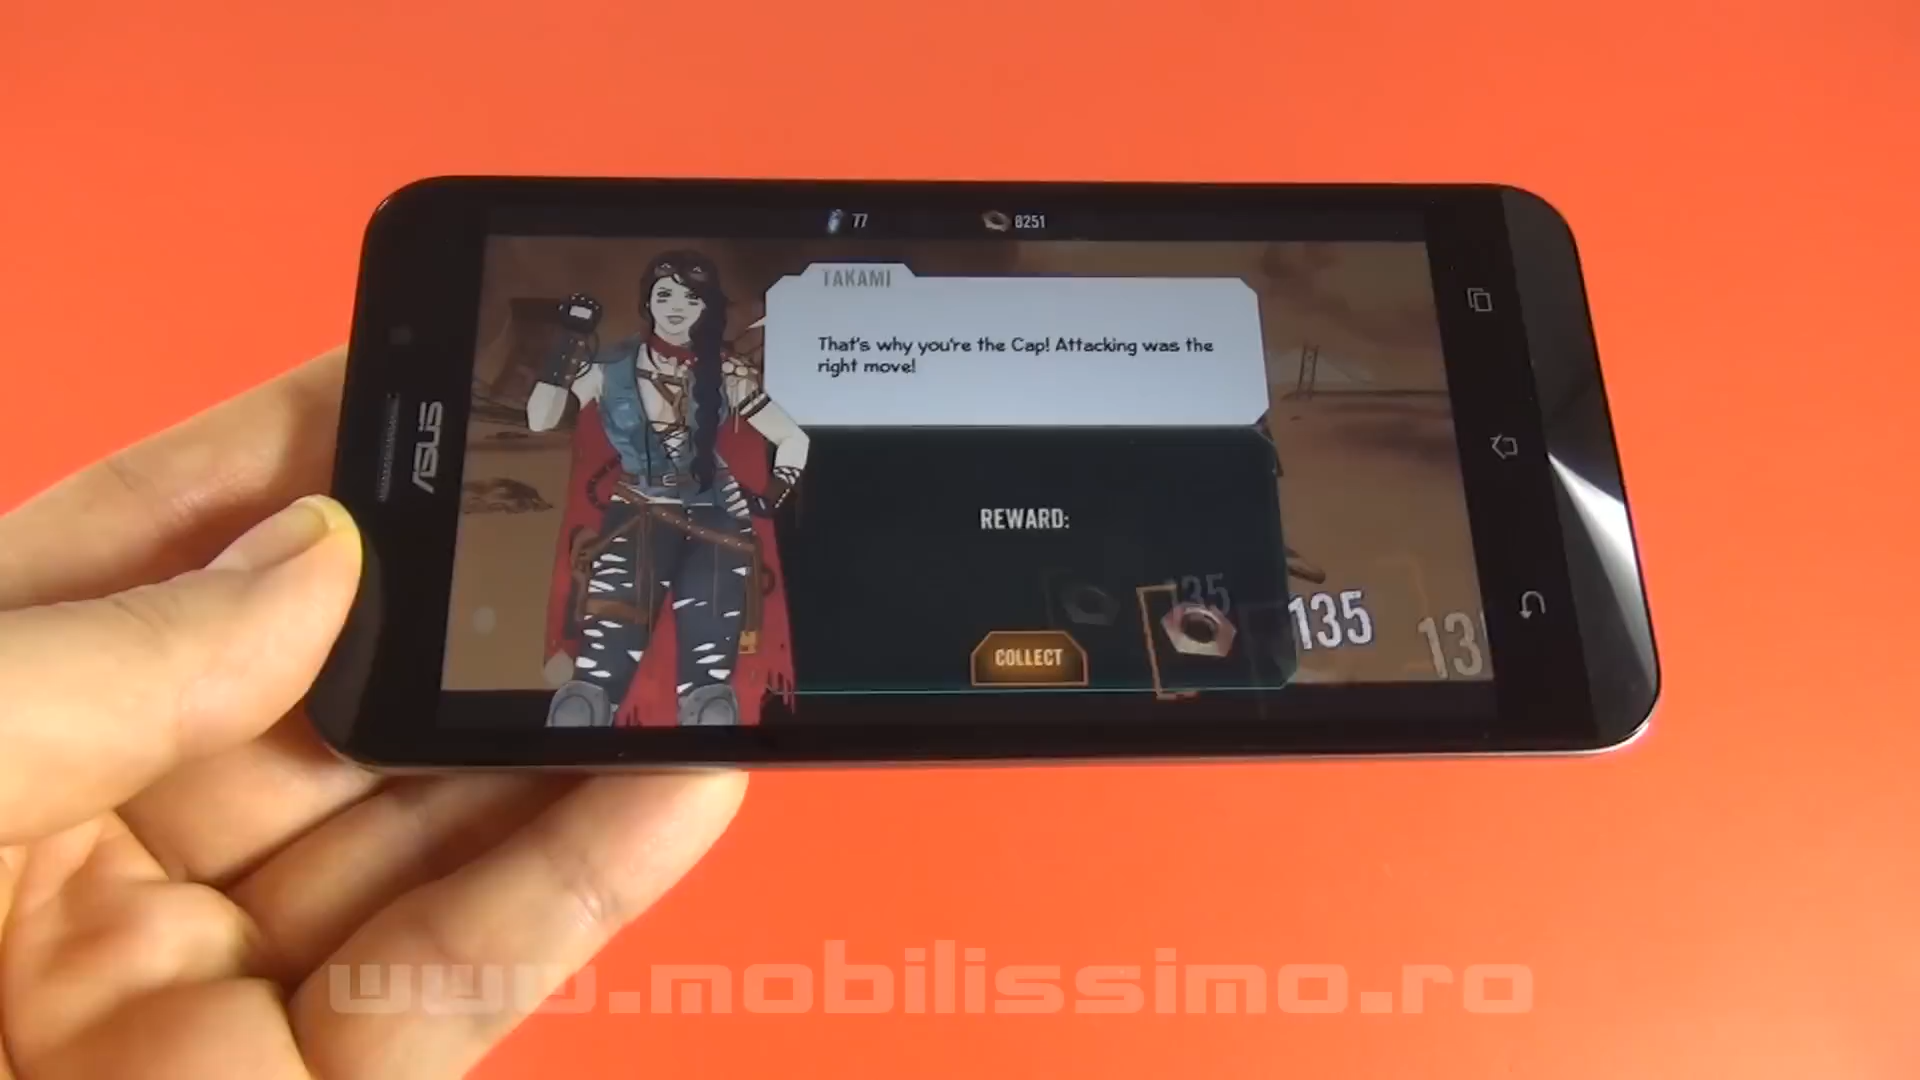 77
8251
TAKAMI
That's why you're the Cap! Attacking was the
right move!
ASUS
REWARD:
135
135
COLLECT
www.mobilissimo.ro